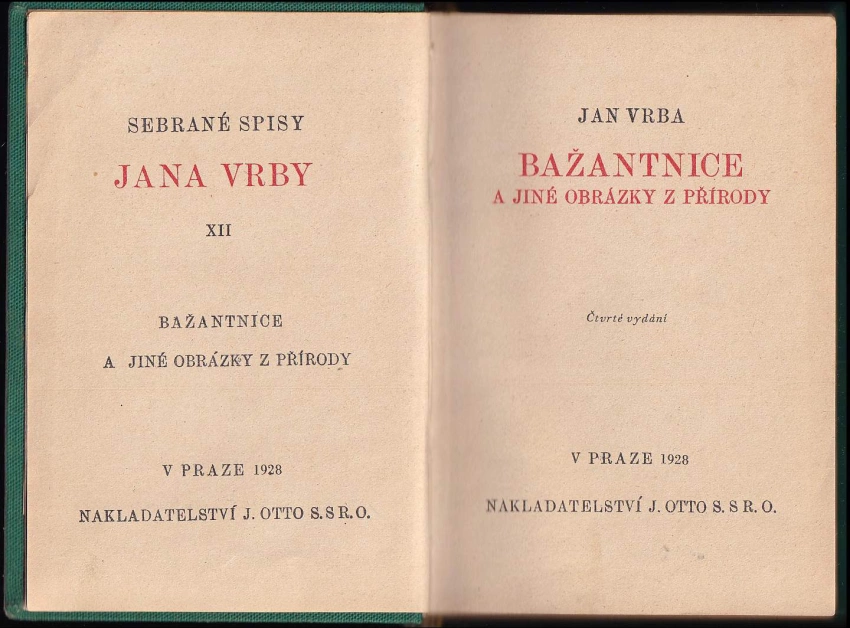 SEBRANÉ SPISY
JANA VRBY
XII
BAŽANTNICE
A JINÉ OBRÁZKY Z PŘÍRODY
V PRAZE 1928
NAKLADATELSTVÍ J. OTTO S. S R. O.
JAN VRBA
BAŽANTNICE
A JINÉ OBRÁZKY Z PŘÍRODY
Čtvrté vydání
V PRAZE 1928
NAKLADATELSTVÍ J. OTTO S. S R. O.